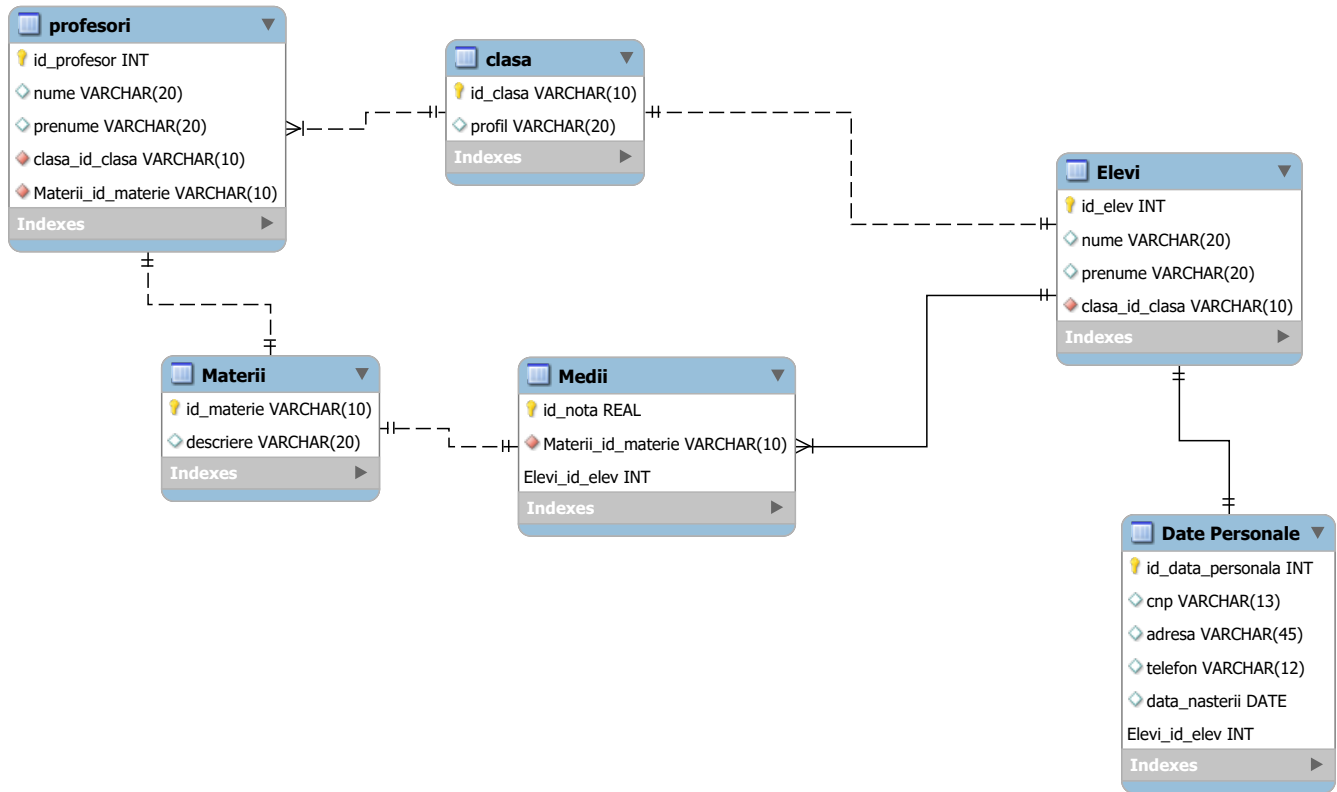 profesori
id_profesor INT
nume VARCHAR(20)
prenume VARCHAR(20)
clasa_id_clasa VARCHAR(10)
Materii_id_materie VARCHAR(10)
Indexes
clasa
id_clasa VARCHAR(10)
profil VARCHAR(20)
Indexes
Elevi
id_elev INT
nume VARCHAR(20)
prenume VARCHAR(20)
clasa_id_clasa VARCHAR(10)
Indexes
Materii
id_materie VARCHAR(10)
descriere VARCHAR(20)
Indexes
Medii
id_nota REAL
Materii_id_materie VARCHAR(10)
Elevi_id_elev INT
Indexes
Date Personale
id_data_personala INT
cnp VARCHAR(13)
adresa VARCHAR(45)
telefon VARCHAR(12)
data_nasterii DATE
Elevi_id_elev INT
Indexes